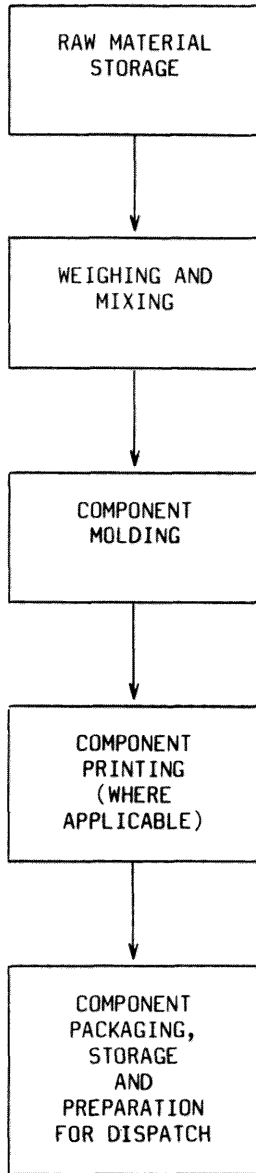 RAW MATERIAL
STORAGE
WEIGHING AND
MIXING
COMPONENT
MOLDING
COMPONENT
PRINTING
(WHERE
APPLICABLE)
COMPONENT
PACKAGING,
STORAGE
AND
PREPARATION
FOR DISPATCH